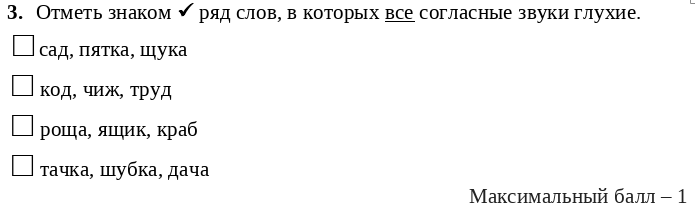 3. Отметь знаком ✔ ряд слов, в которых все согласные звуки глухие.
сад, пятка, щука
код, чиж, труд
роща, ящик, краб
тачка, шубка, дача
Максимальный балл – 1